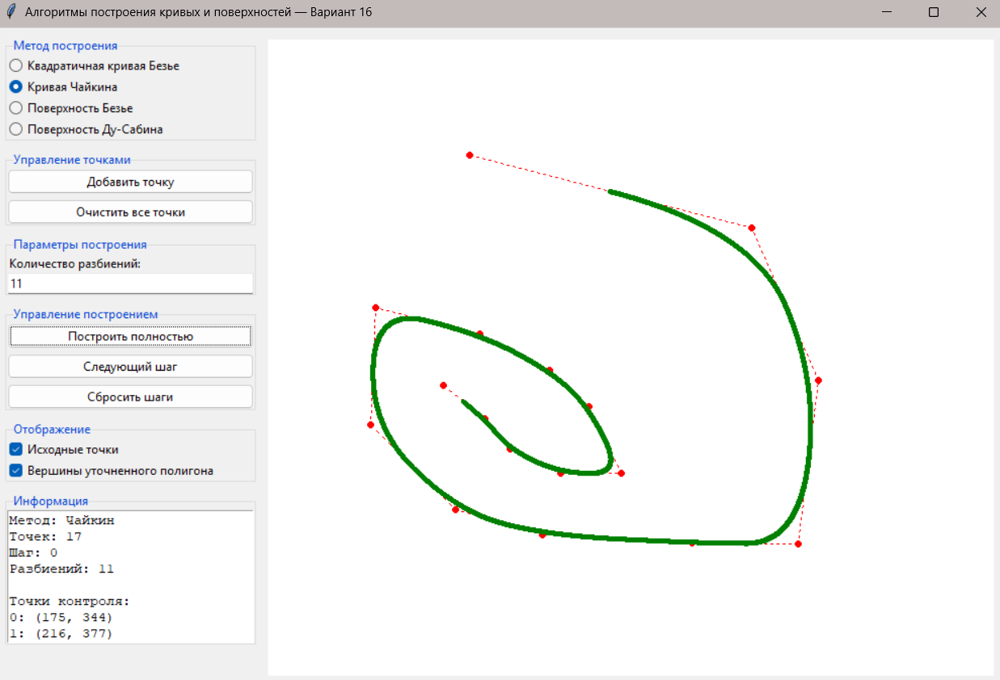 Алгоритмы построения кривых и поверхностей — Вариант 16
Метод построения
Квадратичная кривая Безье
Кривая Чайкина
Поверхность Безье
Поверхность Ду-Сабина
Управление точками
Добавить точку
Очистить все точки
Параметры построения
Количество разбиений:
11
Управление построением
Построить полностью
Следующий шаг
Сбросить шаги
Отображение
Исходные точки
Вершины уточненного полигона
Информация
Метод: Чайкин
Точек: 17
Шаг: 0
Разбиений: 11
Точки контроля:
0: (175, 344)
1: (216, 377)